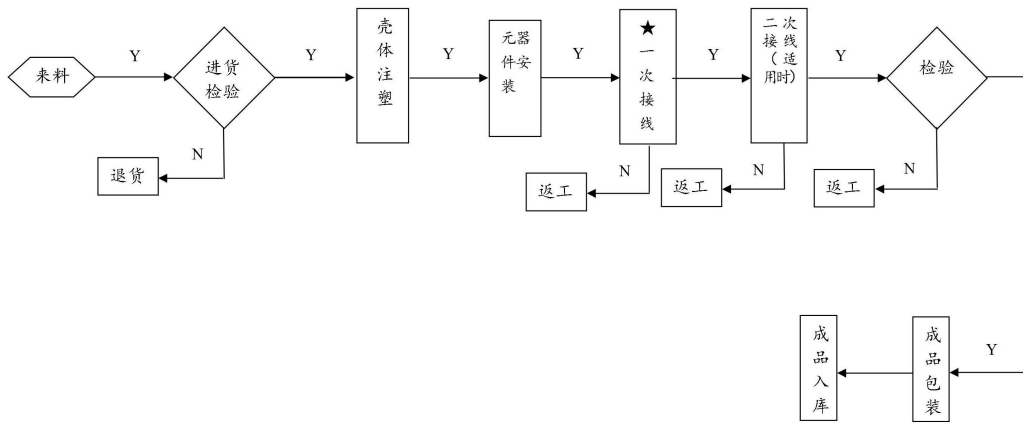 来料
Y
进货
检验
Y
壳
体
注
塑
Y
元器
件安
装
Y
★
一
次
接
线
Y
二次
接线
(适
用时)
Y
检验
N
退货
N
返工
N
返工
N
返工
成
品
入
库
成
品
包
装
Y